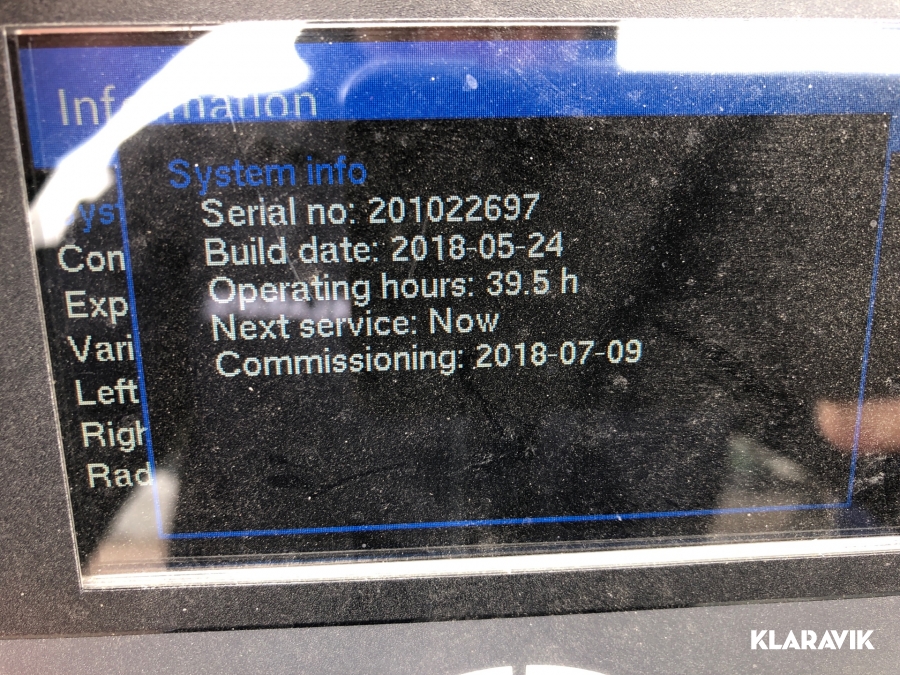 Information
System info
Serial no: 201022697
Build date: 2018-05-24
Operating hours: 39.5 h
Next service: Now
Commissioning: 2018-07-09
Con
Exp
Vari
Left
Righ
Rad
KLARAVIK